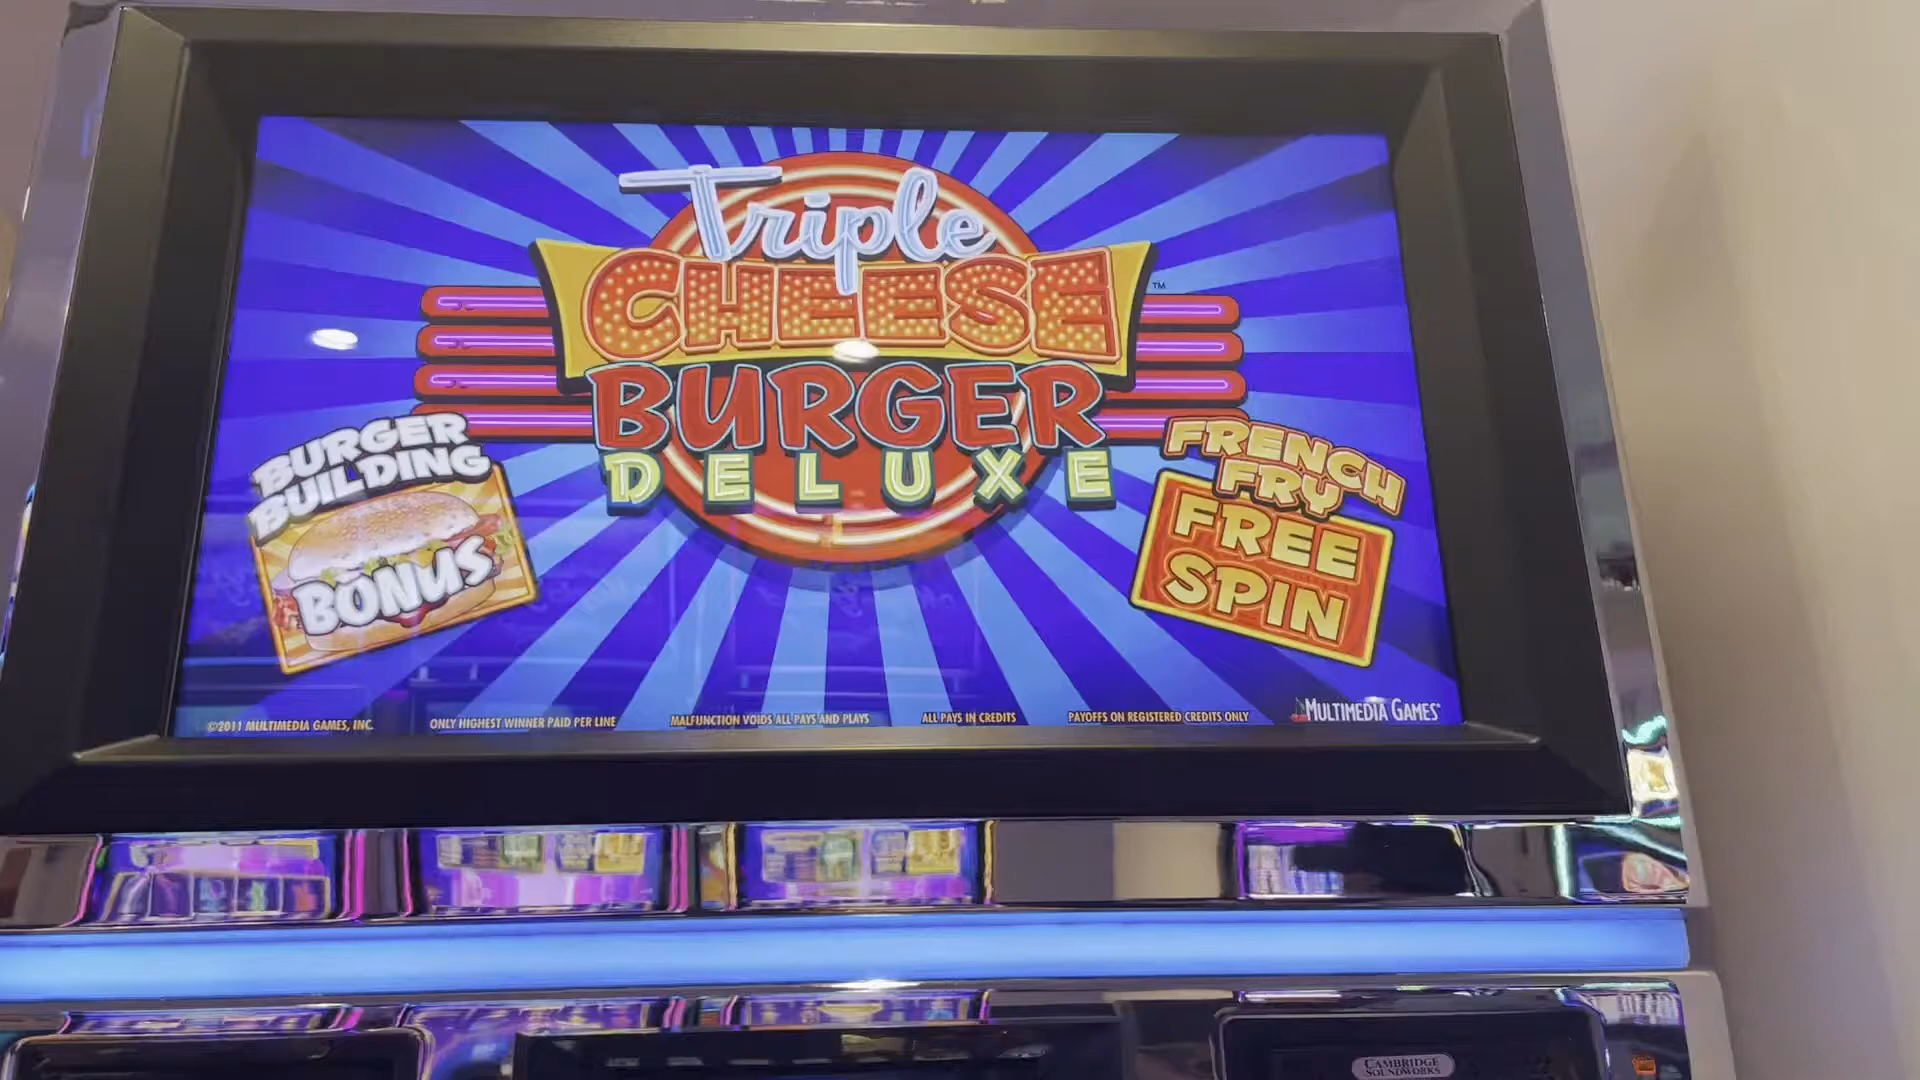 Triple
CHEESE
™
BURGER
DELUXE
BURGER
BUILDING
BONUS
FRENCH
FRY
FREE
SPIN
©2011 MULTIMEDIA GAMES, INC.
ONLY HIGHEST WINNER PAID PER LINE
MALFUNCTION VOIDS ALL PAYS AND PLAYS
ALL PAYS IN CREDITS
PAYOFFS ON REGISTERED CREDITS ONLY
MULTIMEDIA GAMES
CAMBRIDGE
SOUNDWORKS